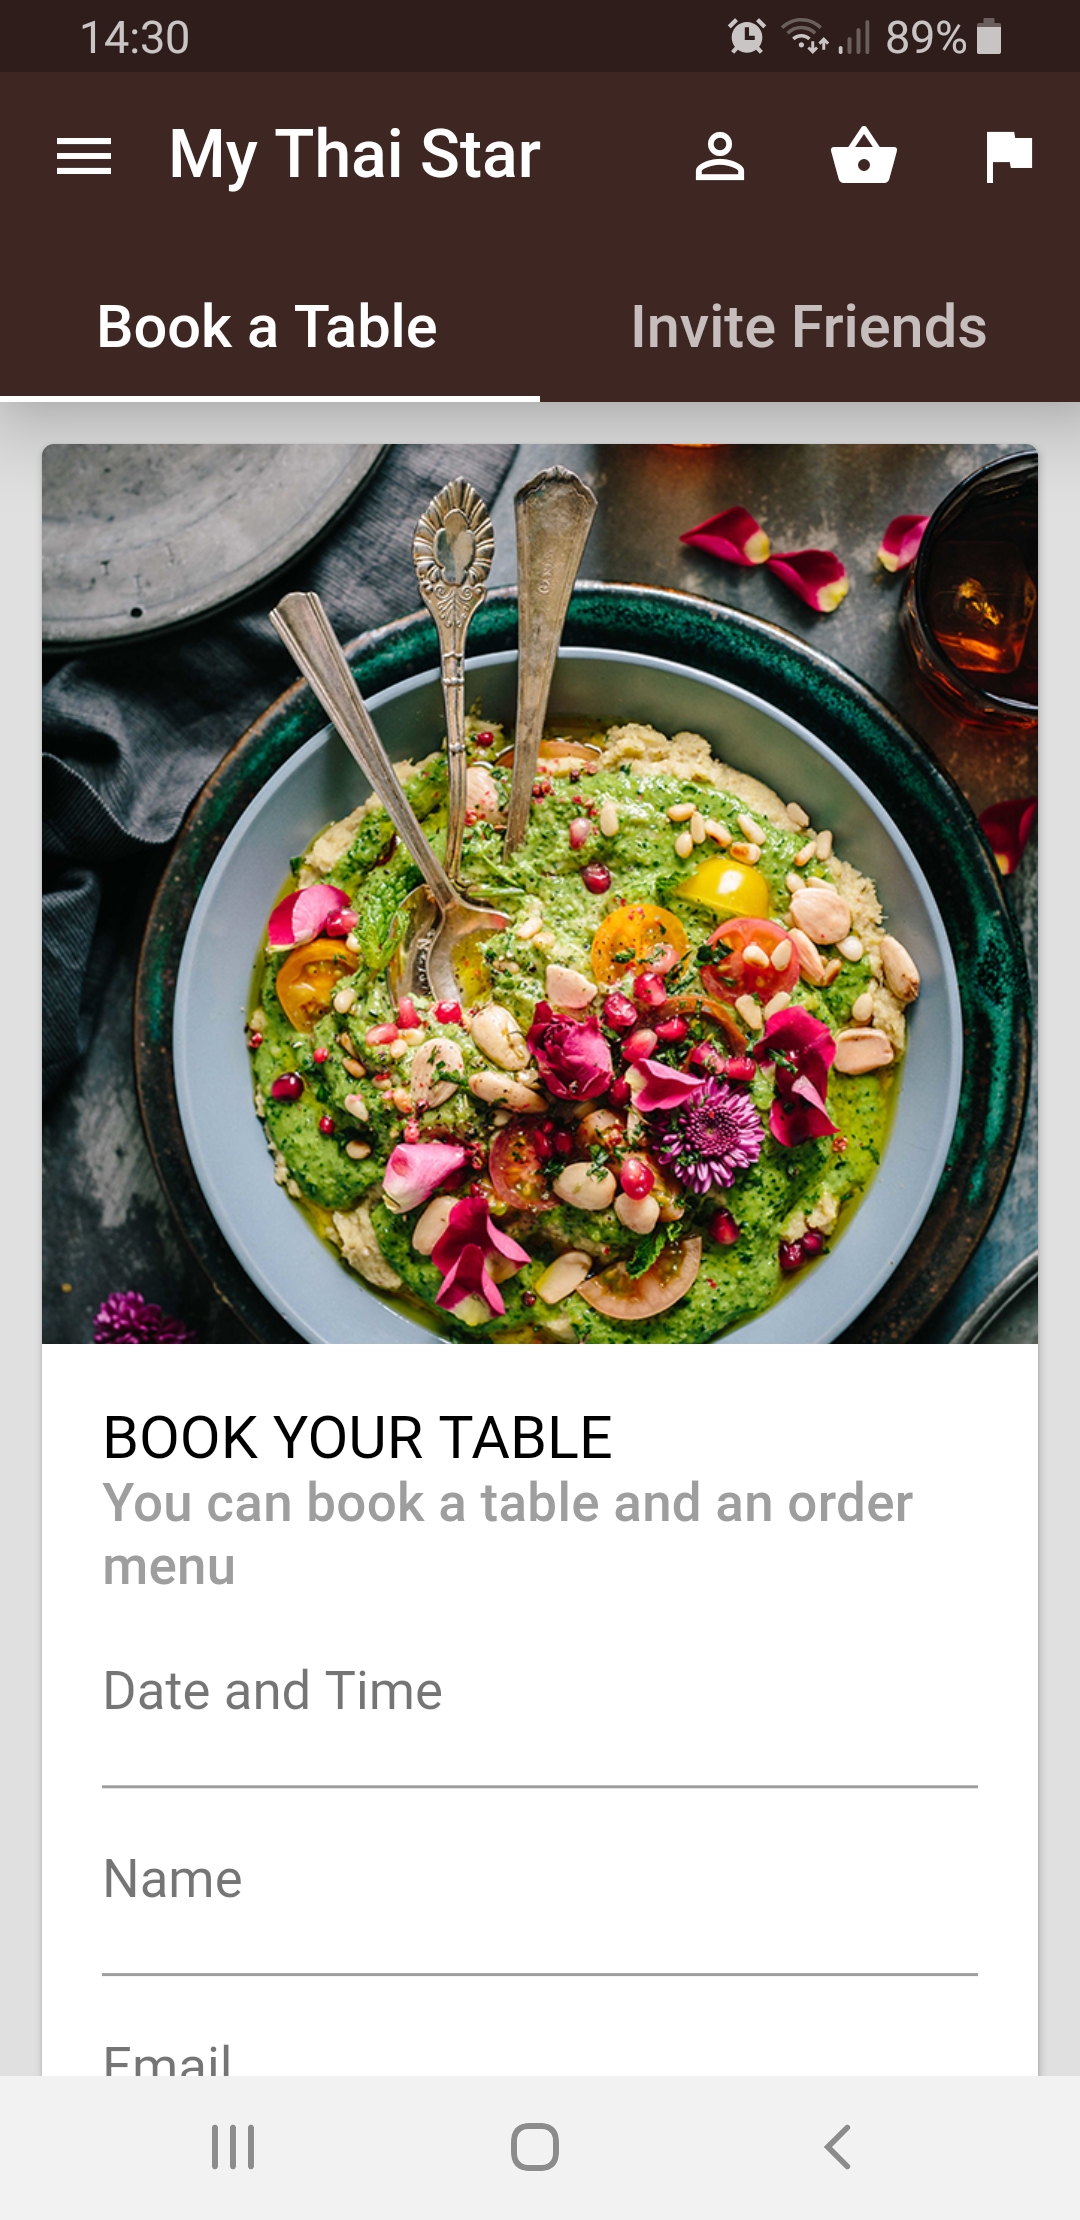 14:30 89%
My Thai Star
Book a Table Invite Friends
BOOK YOUR TABLE
You can book a table and an order
menu
Date and Time
Name
Email